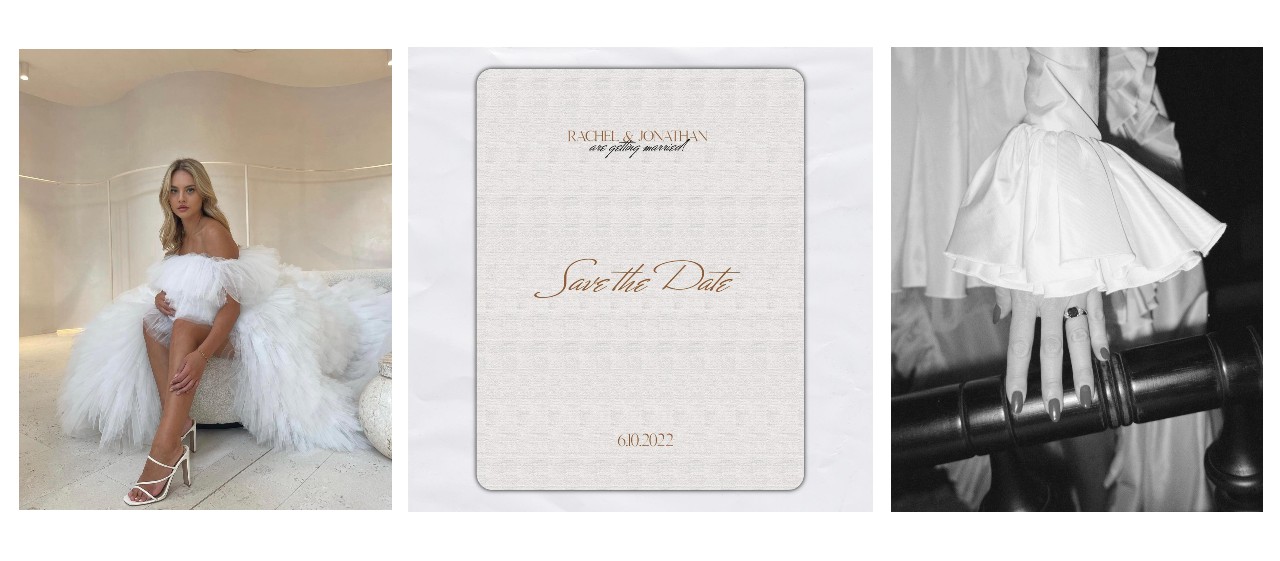 RACHEL & JONATHAN
are getting married!
Save the Date
6.10.2022